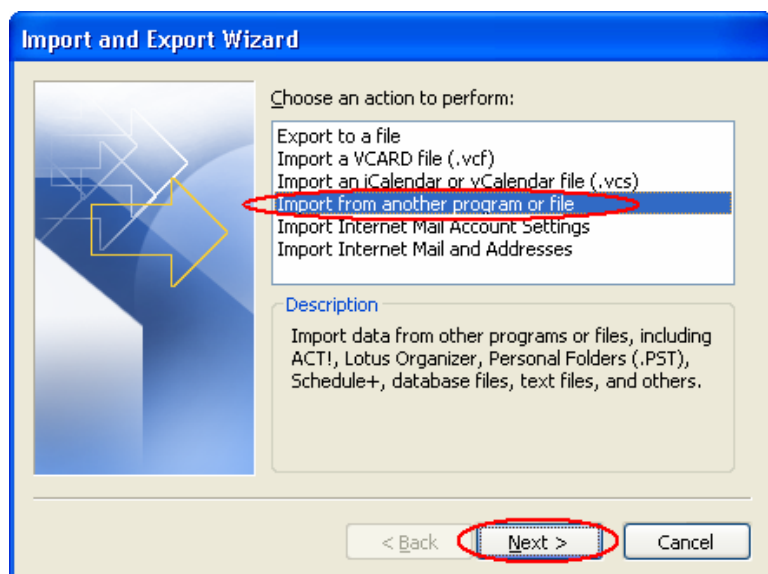 Import and Export Wizard
Choose an action to perform:
Export to a file
Import a VCARD file (.vcf)
Import an iCalendar or vCalendar file (.vcs)
Import from another program or file
Import Internet Mail Account Settings
Import Internet Mail and Addresses
Description
Import data from other programs or files, including
ACT!, Lotus Organizer, Personal Folders (.PST),
Schedule+, database files, text files, and others.
< Back Next > Cancel